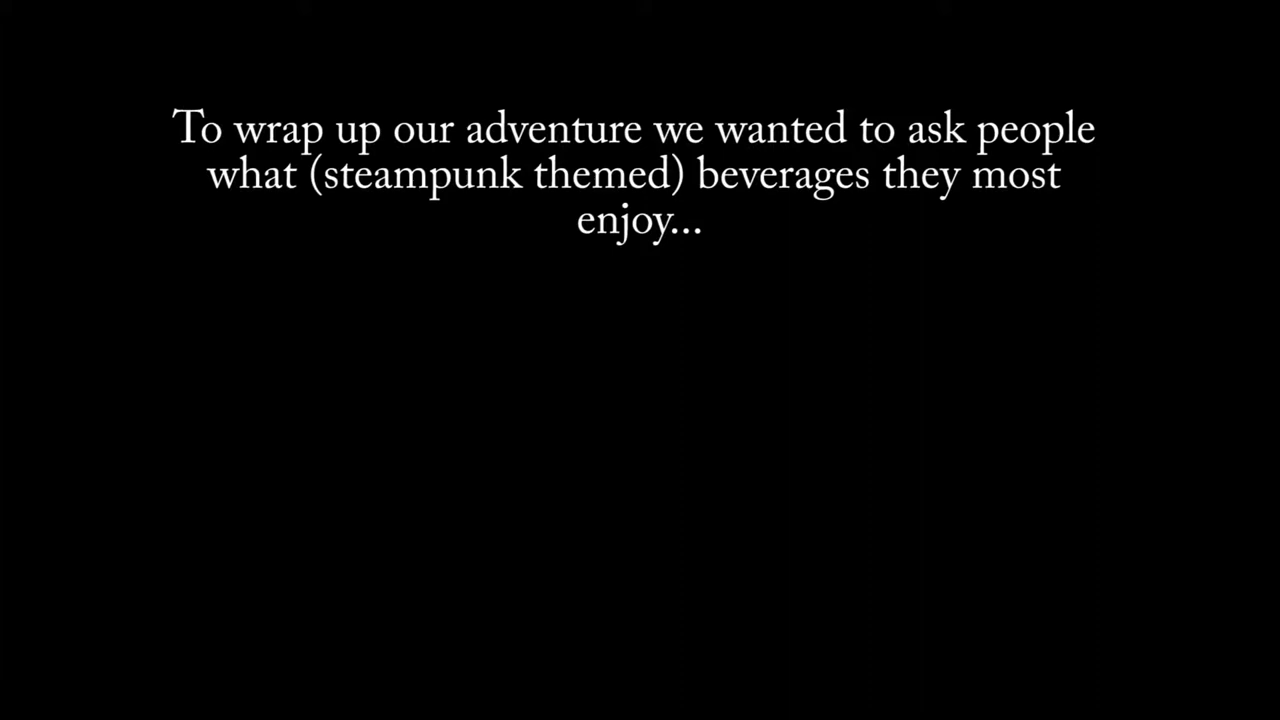 To wrap up our adventure we wanted to ask people
what (steampunk themed) beverages they most
enjoy...